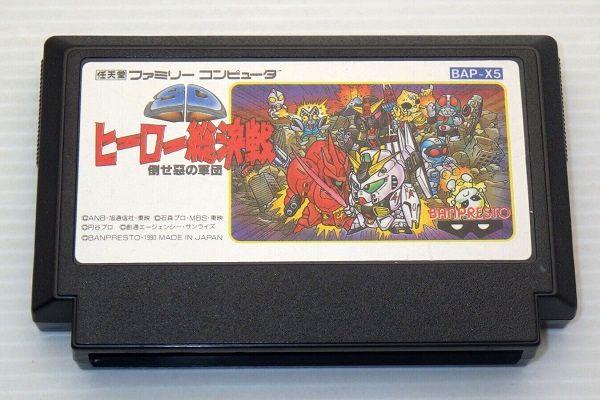 任天堂 ファミリー コンピュータ™
BAP-X5
SD
ヒーロー総決戦
倒せ悪の軍団
©ANB・旭通信社・東映 ©石森プロ・MBS・東映
©円谷プロ ©創通エージェンシー・サンライズ
©BANPRESTO・1990 MADE IN JAPAN
BANPRESTO